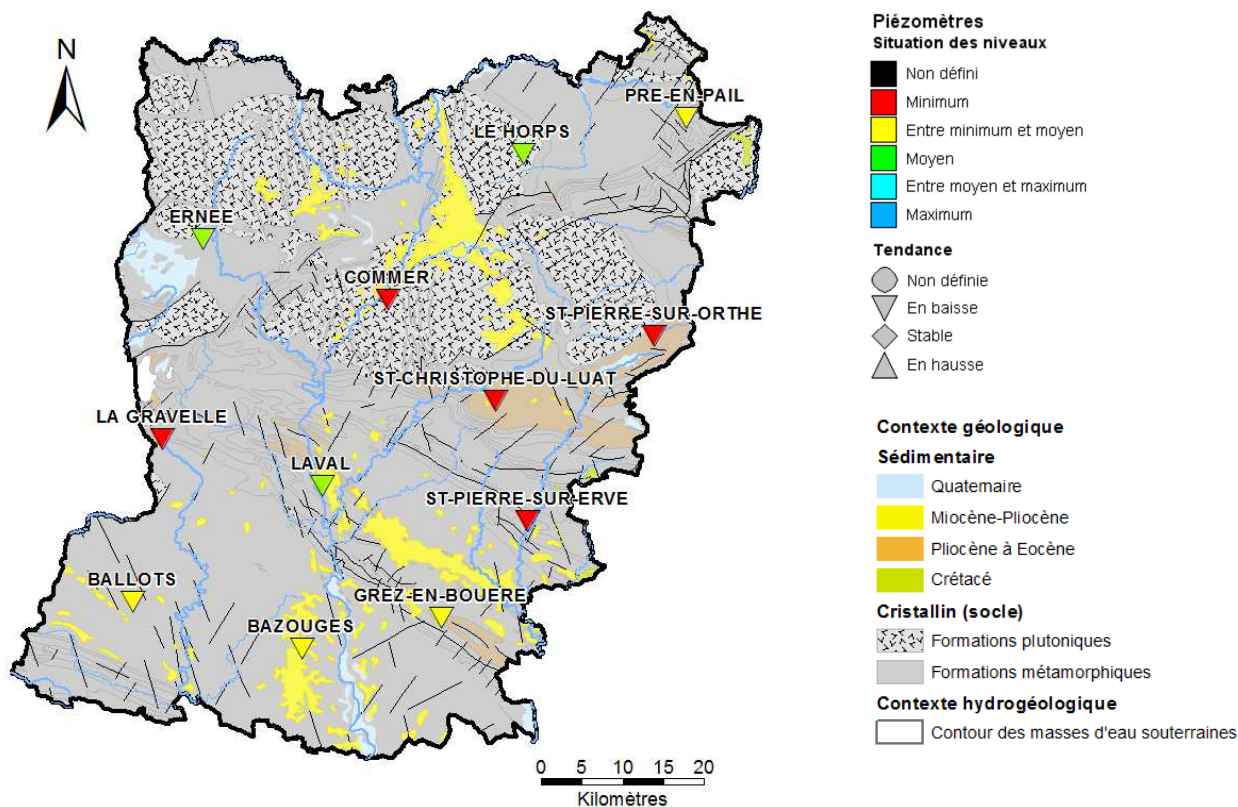 N
PRE-EN-PAIL
LE HORPS
ERNEE
COMMER
ST-PIERRE-SUR-ORTHE
ST-CHRISTOPHE-DU-LUAT
LA GRAVELLE
LAVAL
ST-PIERRE-SUR-ERVE
BALLOTS
GREZ-EN-BOUERE
BAZOUGES
0 5 10 15 20
Kilomètres
Piézomètres
Situation des niveaux
Non défini
Minimum
Entre minimum et moyen
Moyen
Entre moyen et maximum
Maximum
Tendance
Non définie
En baisse
Stable
En hausse
Contexte géologique
Sédimentaire
Quaternaire
Miocène-Pliocène
Pliocène à Eocène
Crétacé
Cristallin (socle)
Formations plutoniques
Formations métamorphiques
Contexte hydrogéologique
Contour des masses d'eau souterraines